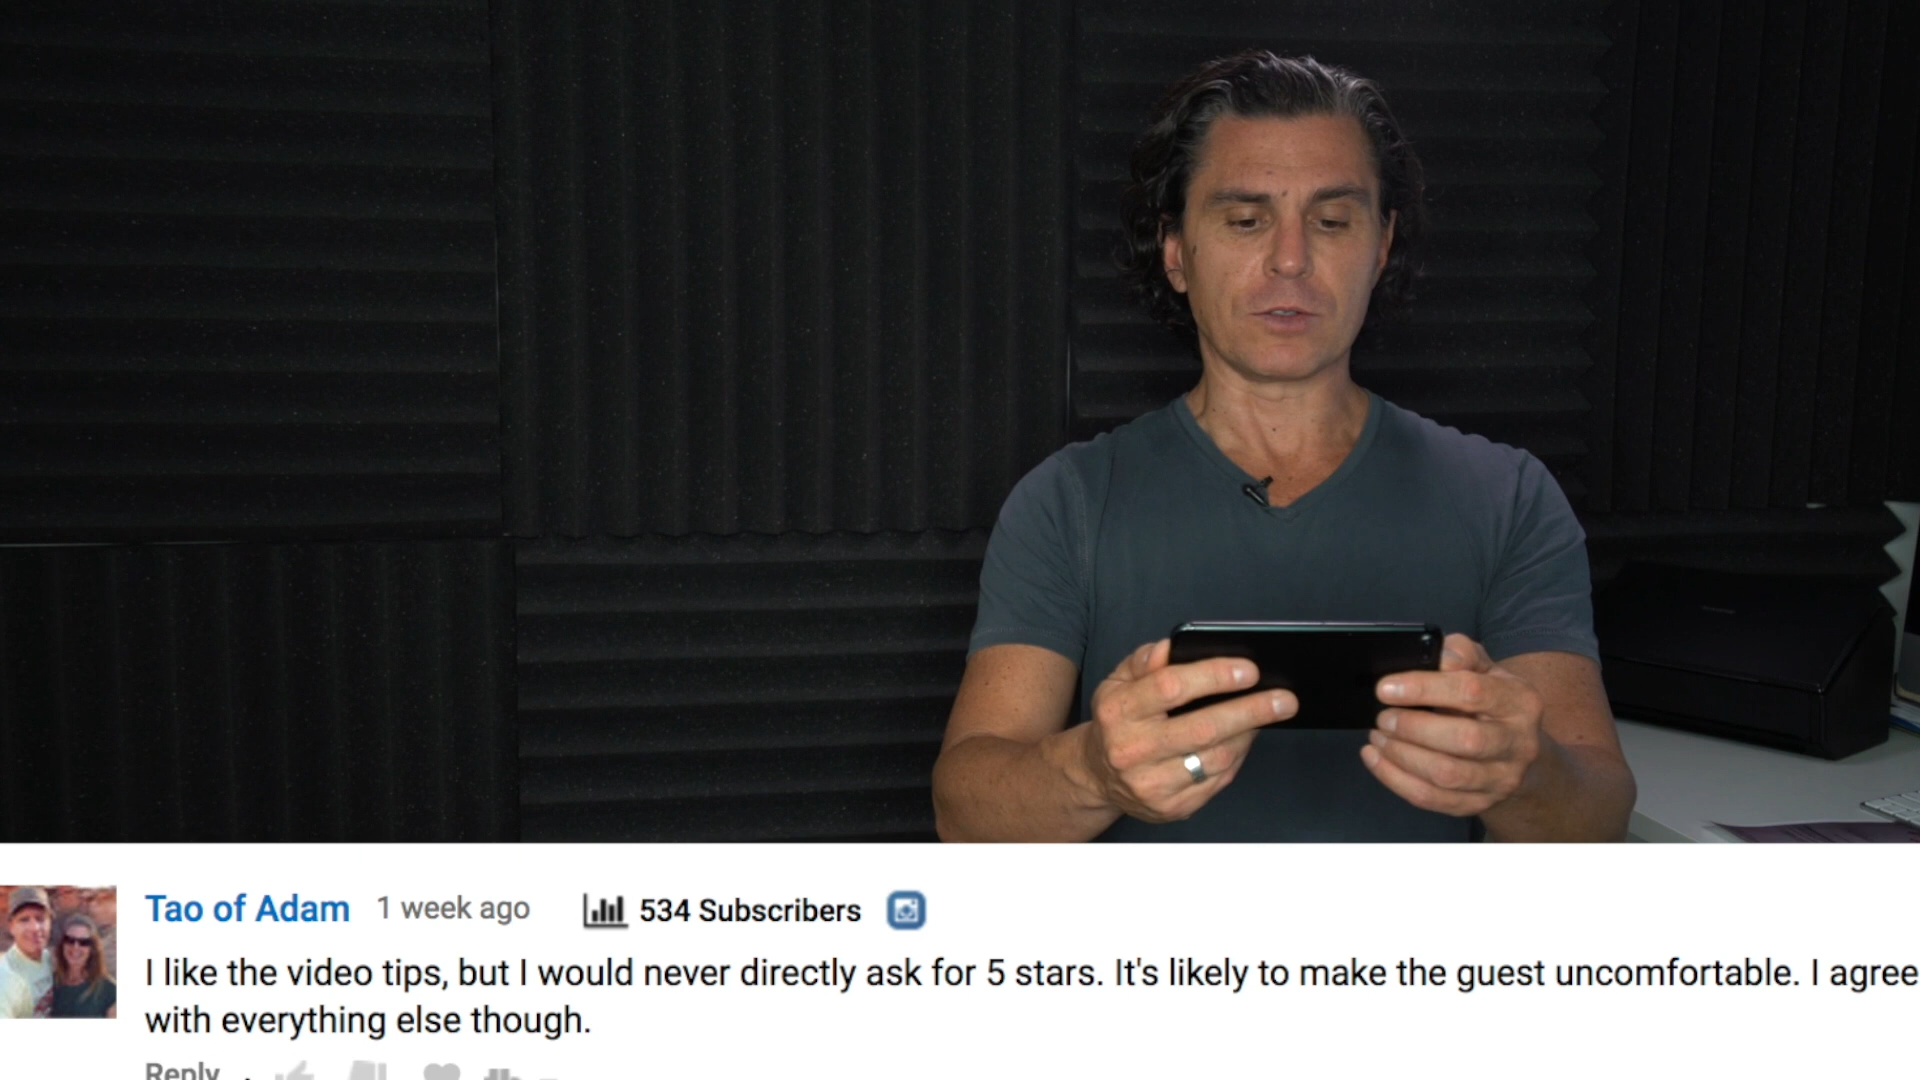 Tao of Adam 1 week ago 534 Subscribers
I like the video tips, but I would never directly ask for 5 stars. It's likely to make the guest uncomfortable. I agree
with everything else though.
Reply